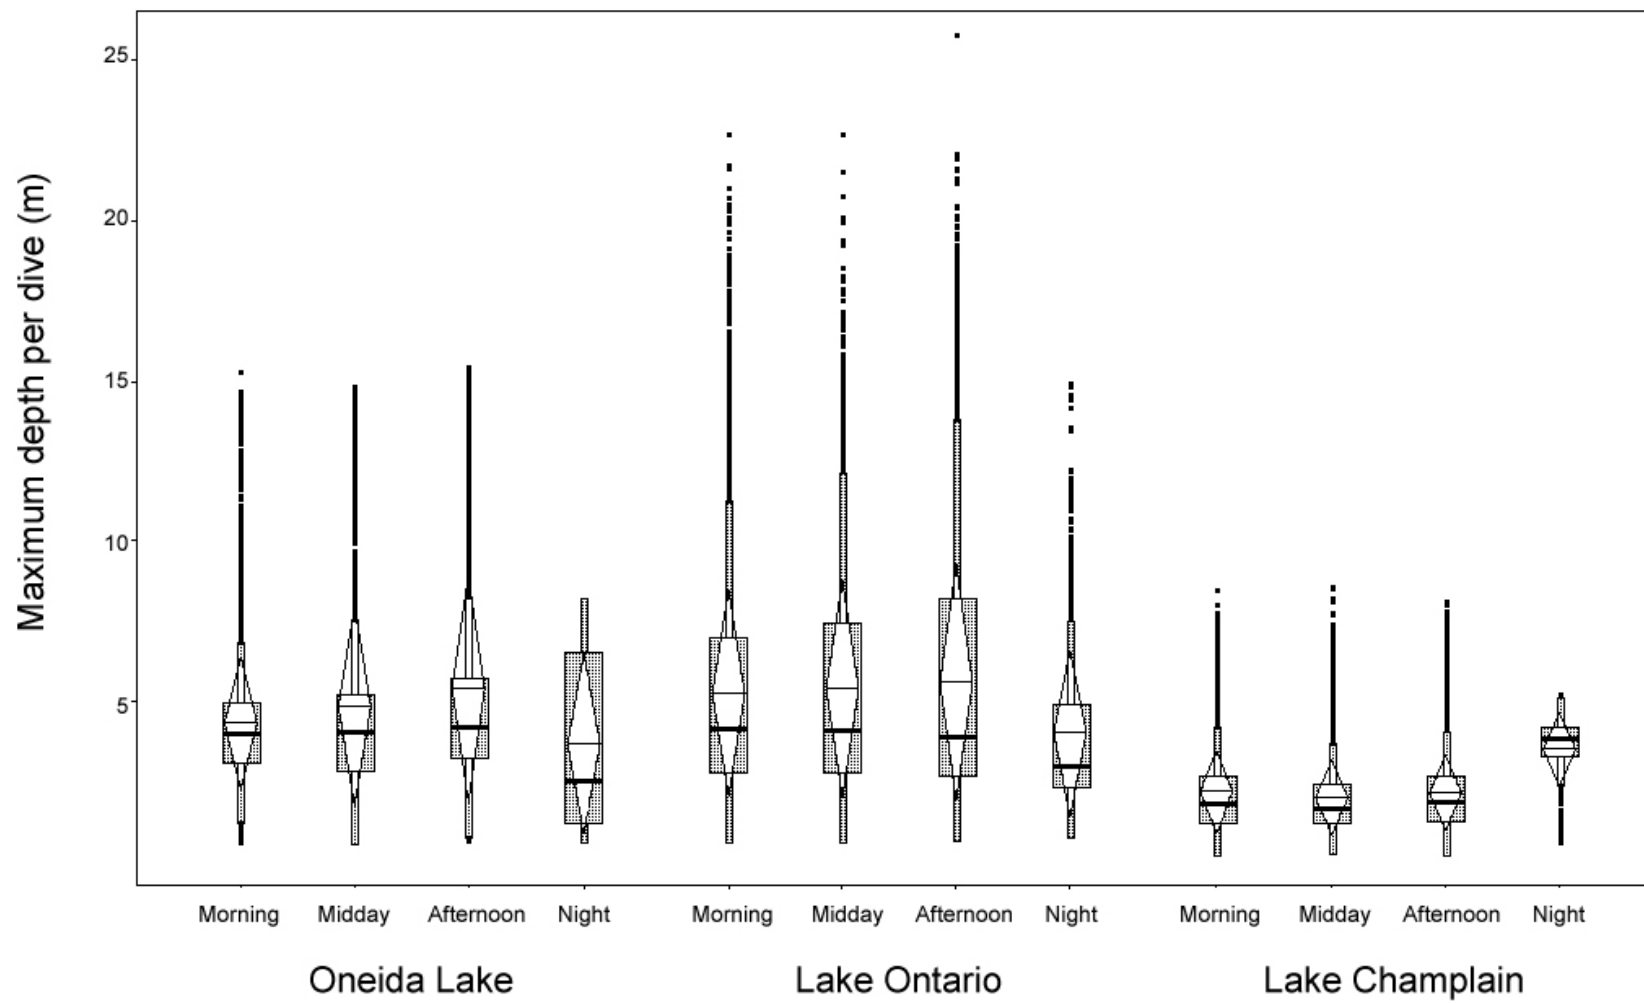 Maximum depth per dive (m)
25
20
15
10
5
Morning Midday Afternoon Night Morning Midday Afternoon Night Morning Midday Afternoon Night
Oneida Lake Lake Ontario Lake Champlain